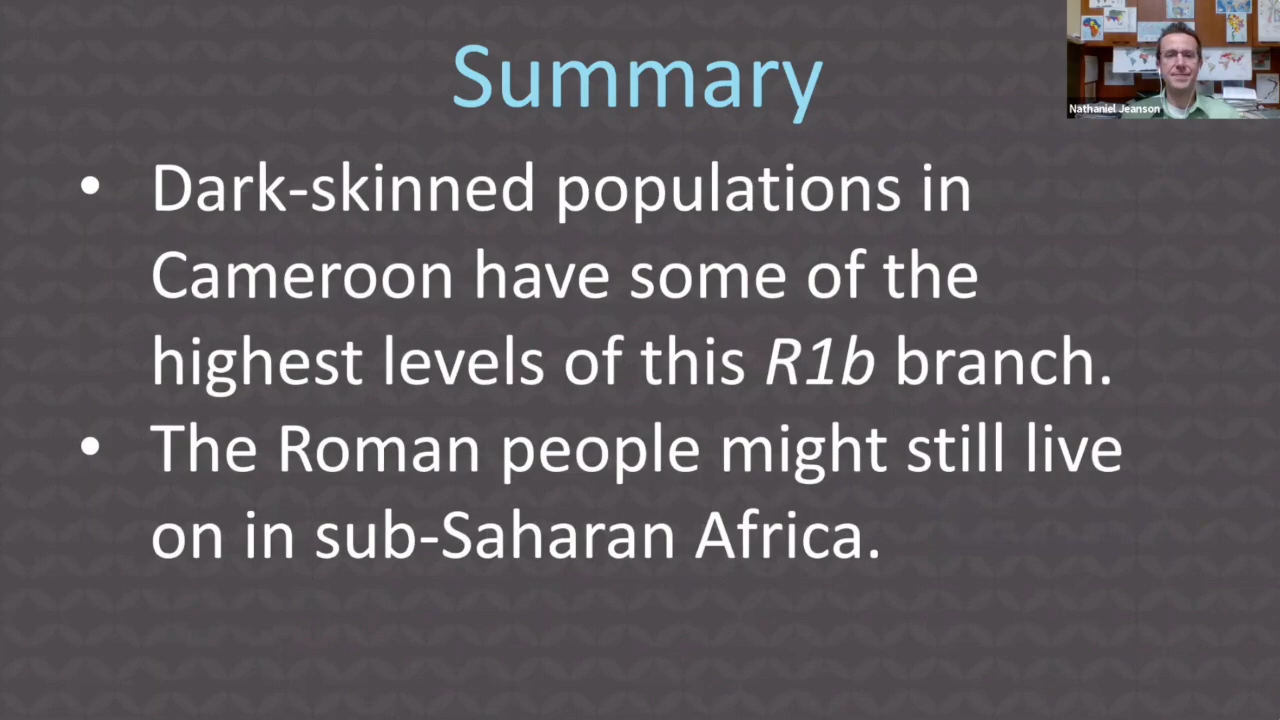 Summary
Nathaniel Jeanson
• Dark-skinned populations in
Cameroon have some of the
highest levels of this R1b branch.
• The Roman people might still live
on in sub-Saharan Africa.